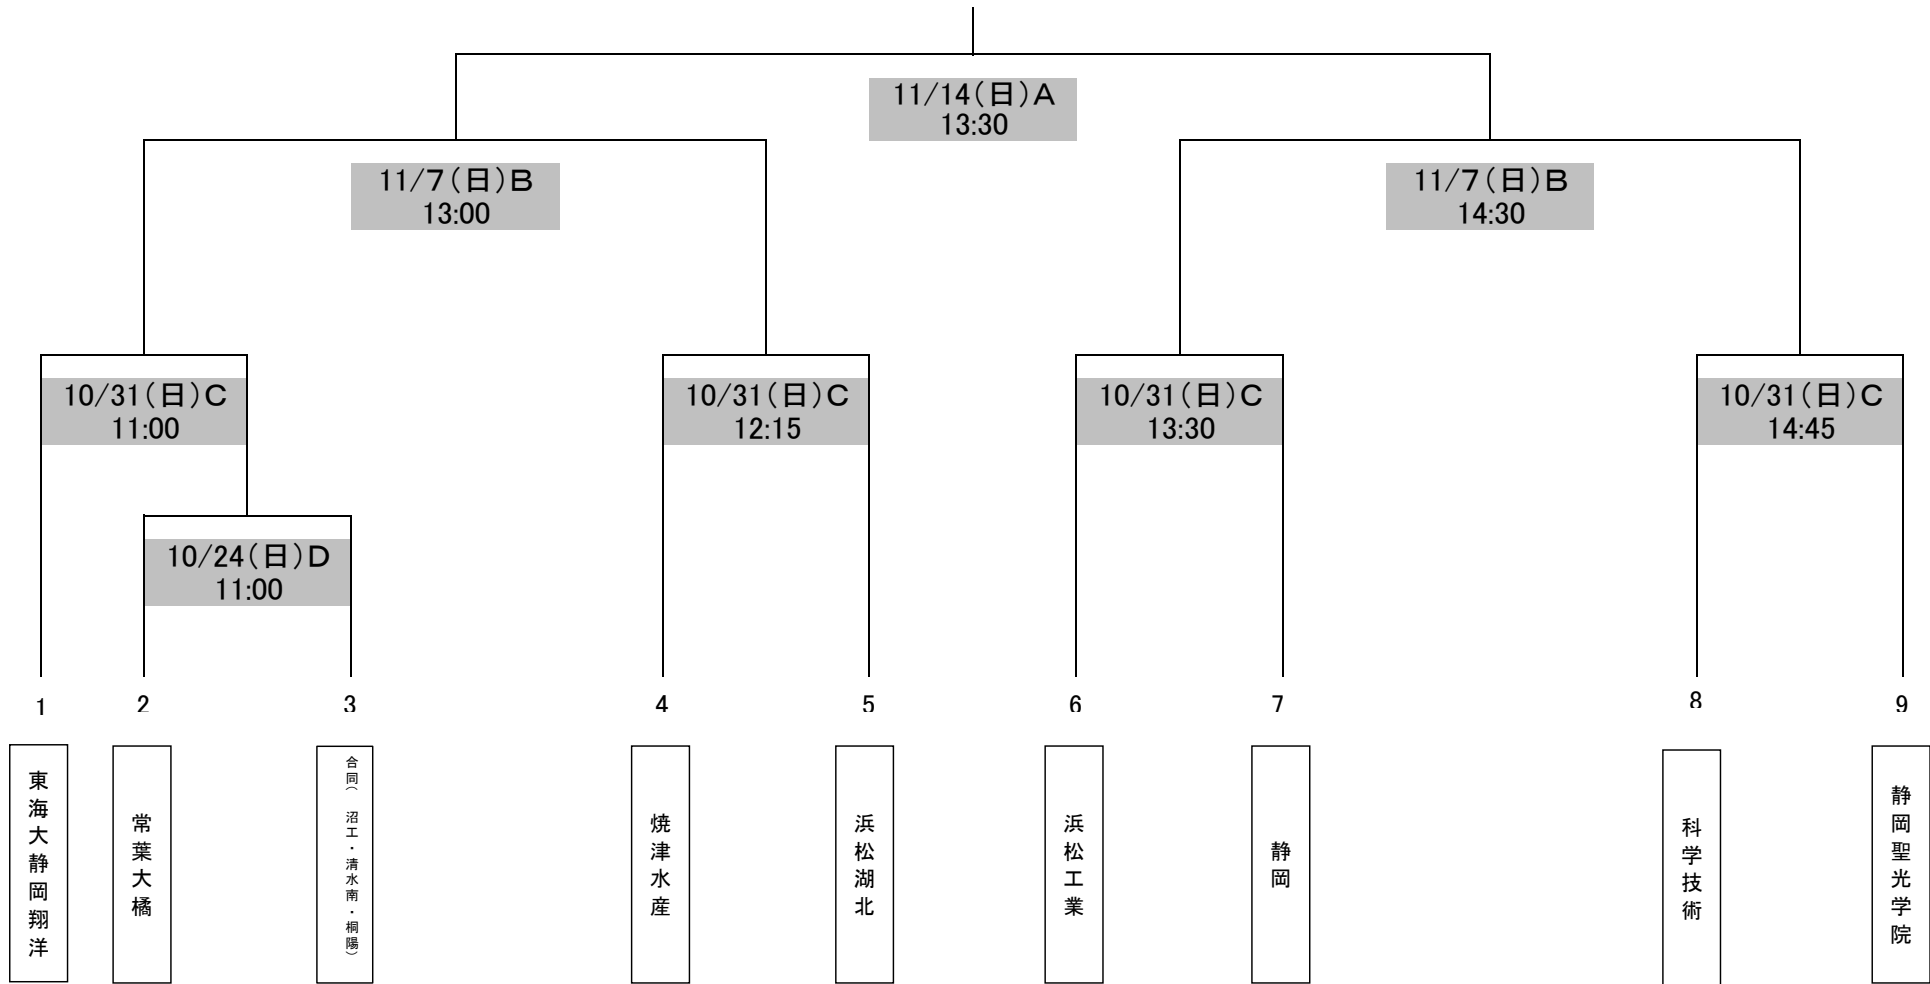 11/14(日)A
13:30
11/7(日)B
13:00
11/7(日)B
14:30
10/31(日)C
11:00
10/31(日)C
12:15
10/31(日)C
13:30
10/31(日)C
14:45
10/24(日)D
11:00
1
2
3
4
5
6
7
8
9
東海大静岡翔洋
常葉大橘
合同( 沼工・清水南・桐陽)
焼津水産
浜松湖北
浜松工業
静岡
科学技術
静岡聖光学院